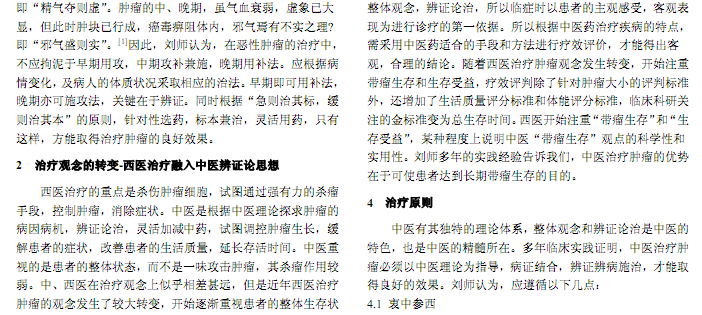 即“精气夺则虚”。肿瘤的中、晚期，虽气血衰弱，虚象已大
显，但此时肿块已行成，癌毒痹阻体内，邪气焉有不实之理?
即“邪气盛则实”。[1]因此，刘师认为，在恶性肿瘤的治疗中，
不应拘泥于早期用攻，中期攻补兼施，晚期用补法。应根据病
情变化，及病人的体质状况采取相应的治法。早期即可用补法，
晚期亦可施攻法，关键在于辨证。同时根据“急则治其标，缓
则治其本”的原则，针对性选药，标本兼治，灵活用药，只有
这样，方能取得治疗肿瘤的良好效果。
2 治疗观念的转变-西医治疗融入中医辨证论思想
西医治疗的重点是杀伤肿瘤细胞，试图通过强有力的杀瘤
手段，控制肿瘤，消除症状。中医是根据中医理论探求肿瘤的
病因病机，辨证论治，灵活加减中药，试图调控肿瘤生长，缓
解患者的症状，改善患者的生活质量，延长存活时间。中医重
视的是患者的整体状态，而不是一味攻击肿瘤，其杀瘤作用较
弱。中、西医在治疗观念上似乎相差甚远，但是近年西医治疗
肿瘤的观念发生了较大转变，开始逐渐重视患者的整体生存状
整体观念，辨证论治，所以临症时以患者的主观感受，客观表
现为进行诊疗的第一依据。所以根据中医药治疗疾病的特点，
需采用中医药适合的手段和方法进行疗效评价，才能得出客
观，合理的结论。随着西医治疗肿瘤观念发生转变，开始注重
带瘤生存和生存受益，疗效评判除了针对肿瘤大小的评判标准
外，还增加了生活质量评分标准和体能评分标准，临床科研关
注的金标准变为总生存时间。西医开始注重“带瘤生存”和“生
存受益”，某种程度上说明中医“带瘤生存”观点的科学性和
实用性。刘师多年的实践经验告诉我们，中医治疗肿瘤的优势
在于可使患者达到长期带瘤生存的目的。
4 治疗原则
中医有其独特的理论体系，整体观念和辨证论治是中医的
特色，也是中医的精髓所在。多年临床实践证明，中医治疗肿
瘤必须以中医理论为指导，病证结合，辨证辨病施治，才能取
得良好的效果。刘师认为，应遵循以下几点：
4.1 衷中参西